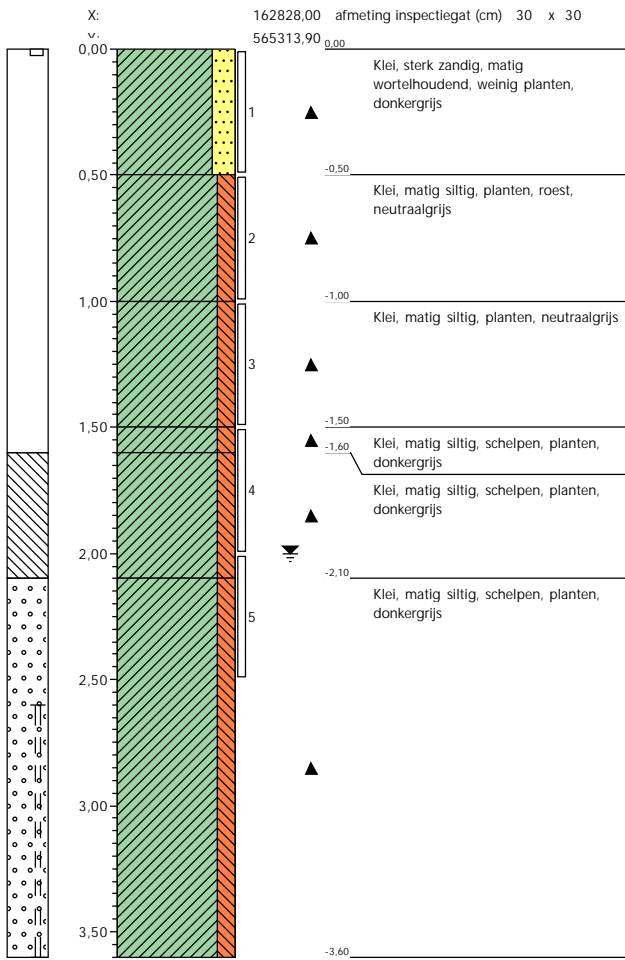 X: 162828,00 afmeting inspectiegat (cm) 30 x 30
Y: 565313,90
0,00
0,00
Klei, sterk zandig, matig
wortelhoudend, weinig planten,
donkergrijs
1
0,50
-0,50
Klei, matig siltig, planten, roest,
neutraalgrijs
2
1,00
-1,00
Klei, matig siltig, planten, neutraalgrijs
3
1,50
-1,50
Klei, matig siltig, schelpen, planten,
donkergrijs
-1,60
Klei, matig siltig, schelpen, planten,
donkergrijs
4
2,00
-2,10
Klei, matig siltig, schelpen, planten,
donkergrijs
5
2,50
3,00
3,50
-3,60